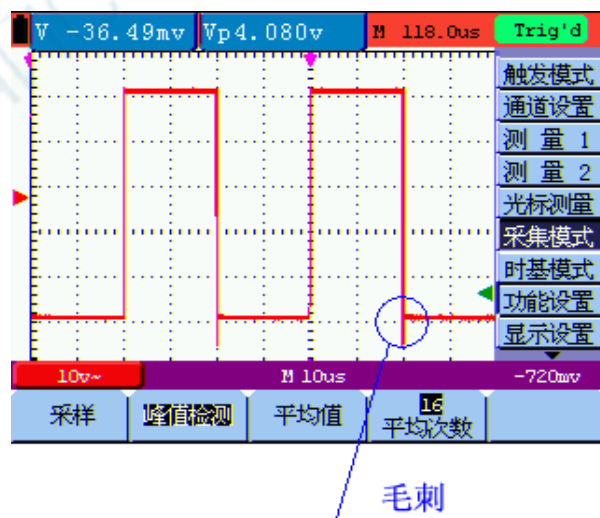 V -36.49mv Vp4.080v M 118.0us Trig'd
触发模式
通道设置
测 量 1
测 量 2
光标测量
采集模式
时基模式
功能设置
显示设置
10v~ M 10us -720mv
采样 峰值检测 平均值 16
平均次数
毛刺